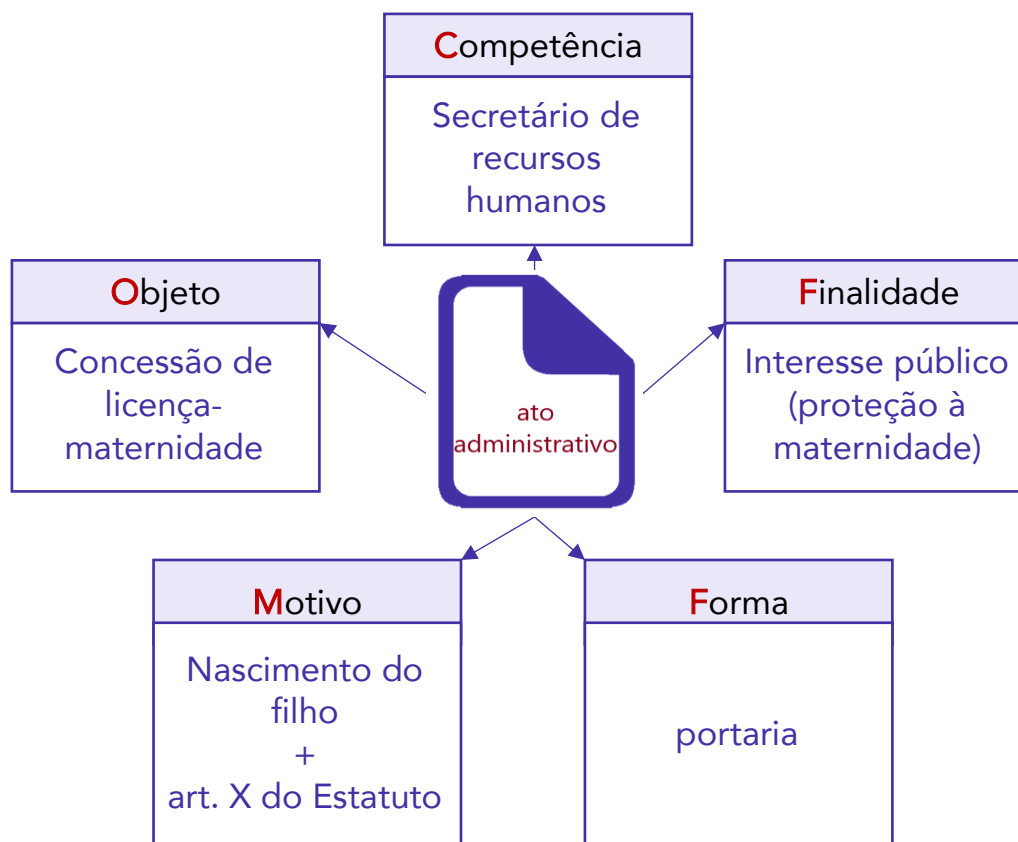 Competência
Secretário de
recursos
humanos
Objeto
Concessão de
licença-
maternidade
ato
administrativo
Finalidade
Interesse público
(proteção à
maternidade)
Motivo
Nascimento do
filho
+
art. X do Estatuto
Forma
portaria